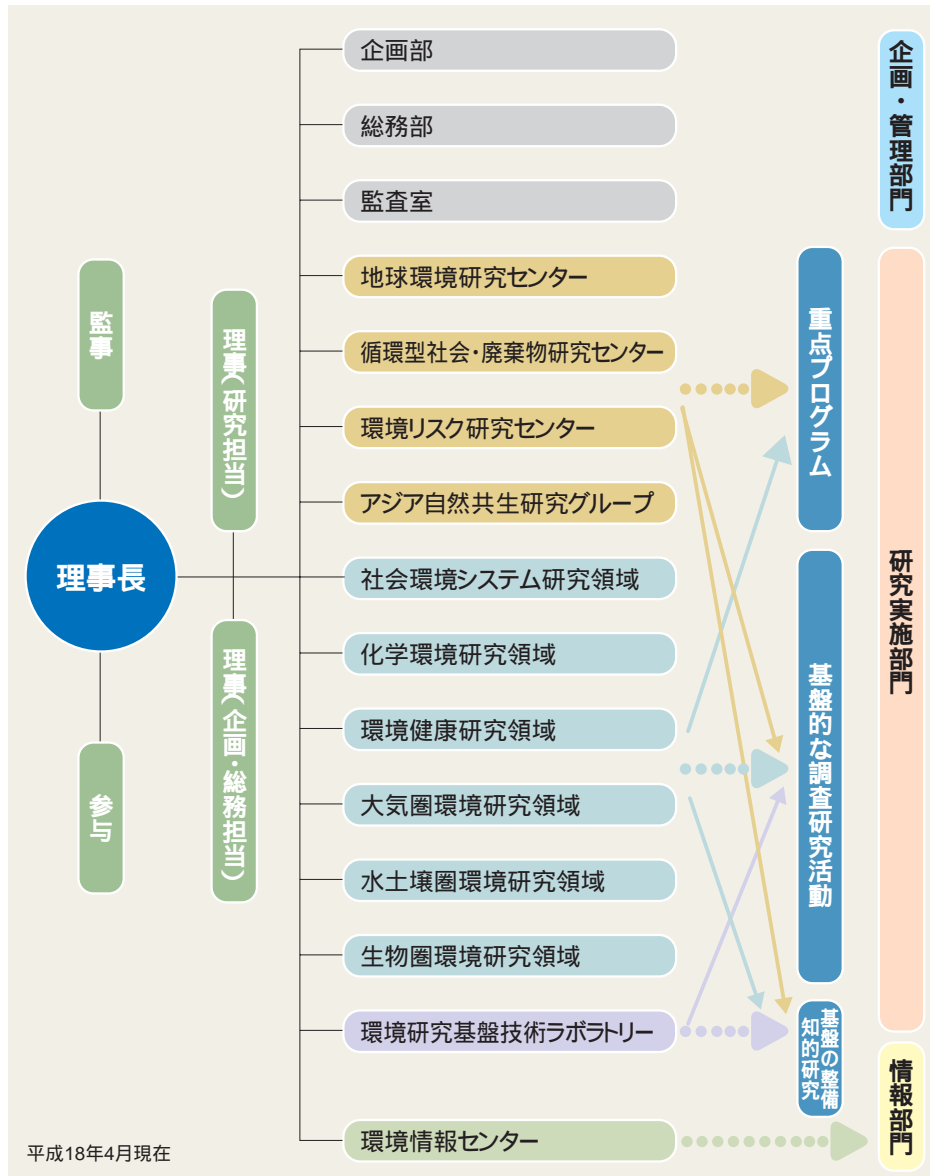 企画部
総務部
監査室
地球環境研究センター
循環型社会・廃棄物研究センター
環境リスク研究センター
アジア自然共生研究グループ
社会環境システム研究領域
化学環境研究領域
環境健康研究領域
大気圏環境研究領域
水土壌圏環境研究領域
生物圏環境研究領域
環境研究基盤技術ラボラトリー
環境情報センター
監事
理事長
参与
理事(研究担当)
理事(企画・総務担当)
重点プログラム
基盤的な調査研究活動
知的研究
基盤の整備
企画・管理部門
研究実施部門
情報部門
平成18年4月現在